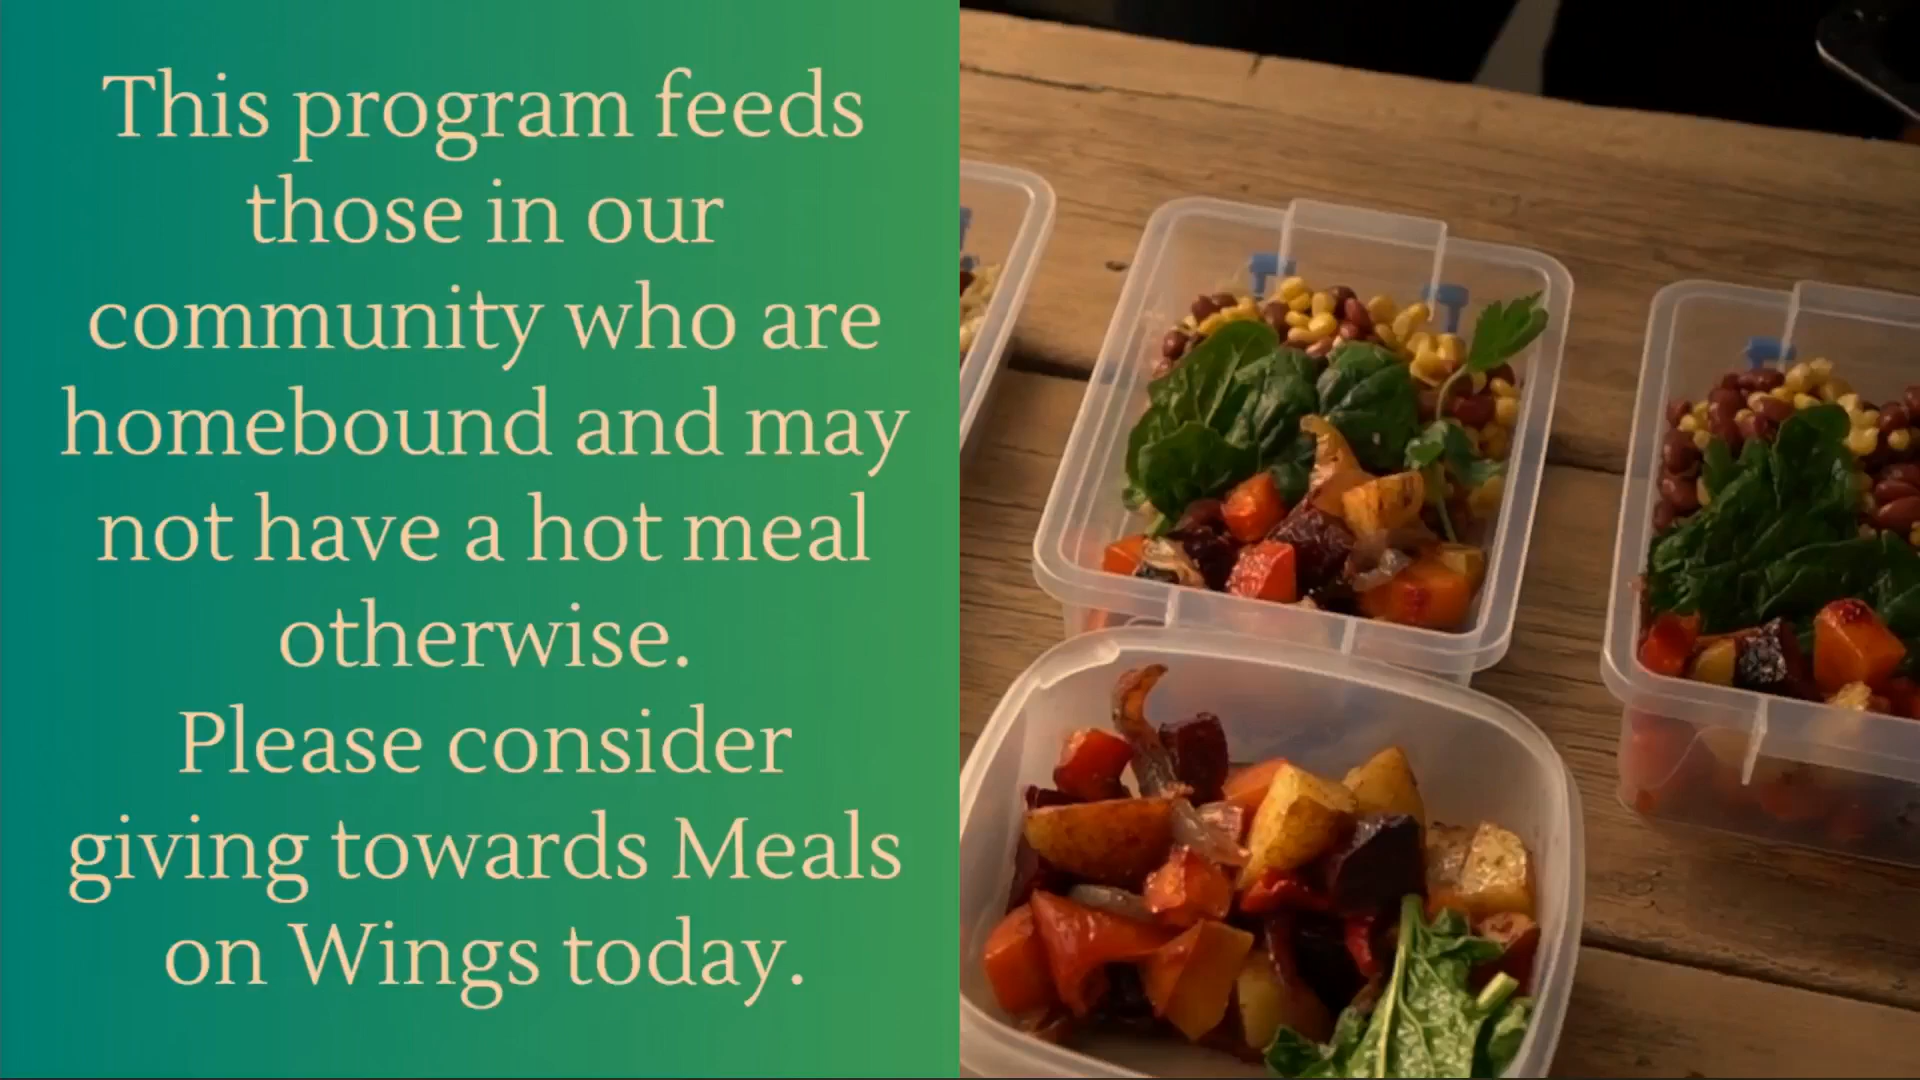 This program feeds
those in our
community who are
homebound and may
not have a hot meal
otherwise.
Please consider
giving towards Meals
on Wings today.